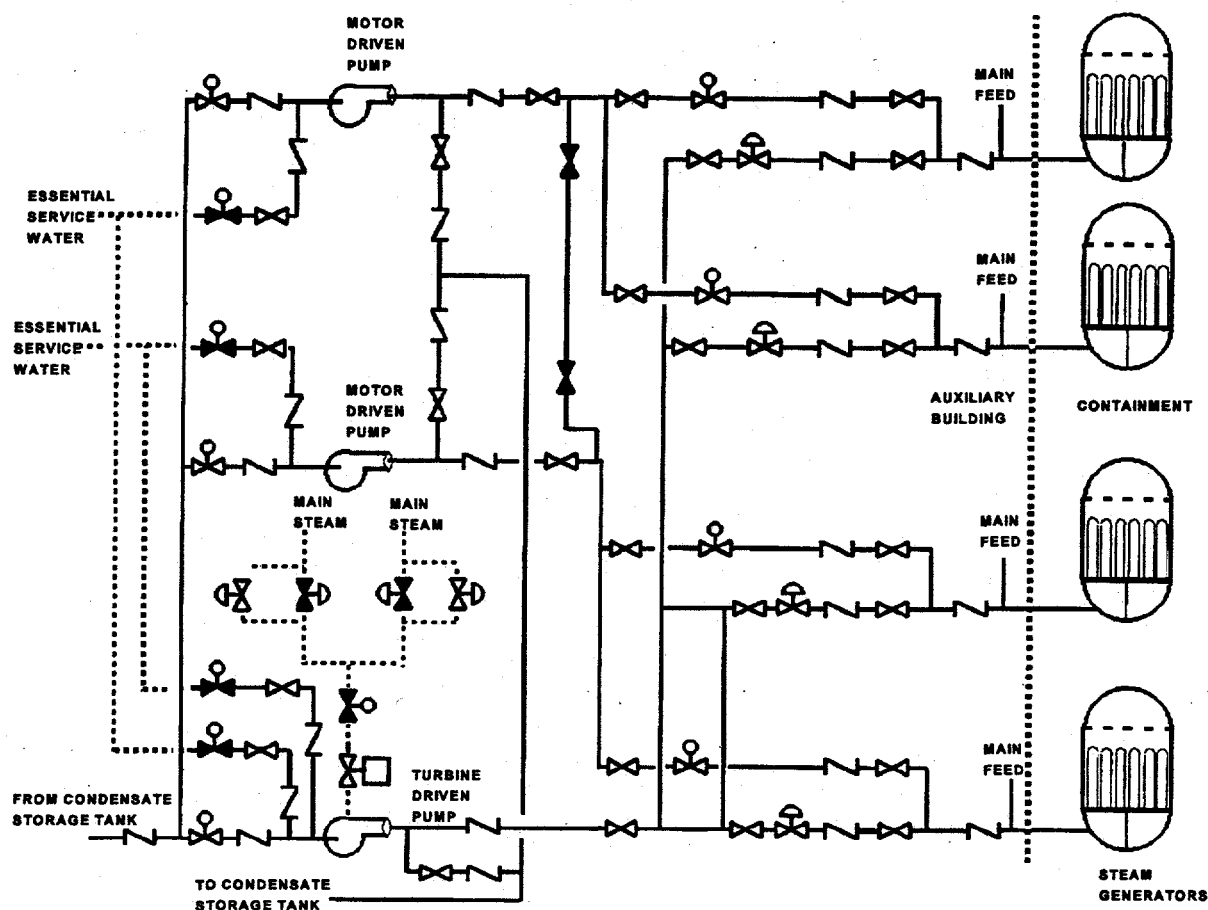 MOTOR
DRIVEN
PUMP
MAIN
FEED
ESSENTIAL
SERVICE
WATER
MAIN
FEED
ESSENTIAL
SERVICE
WATER
MOTOR
DRIVEN
PUMP
AUXILIARY
BUILDING
CONTAINMENT
MAIN
STEAM
MAIN
STEAM
MAIN
FEED
MAIN
FEED
TURBINE
DRIVEN
PUMP
FROM CONDENSATE
STORAGE TANK
TO CONDENSATE
STORAGE TANK
STEAM
GENERATORS